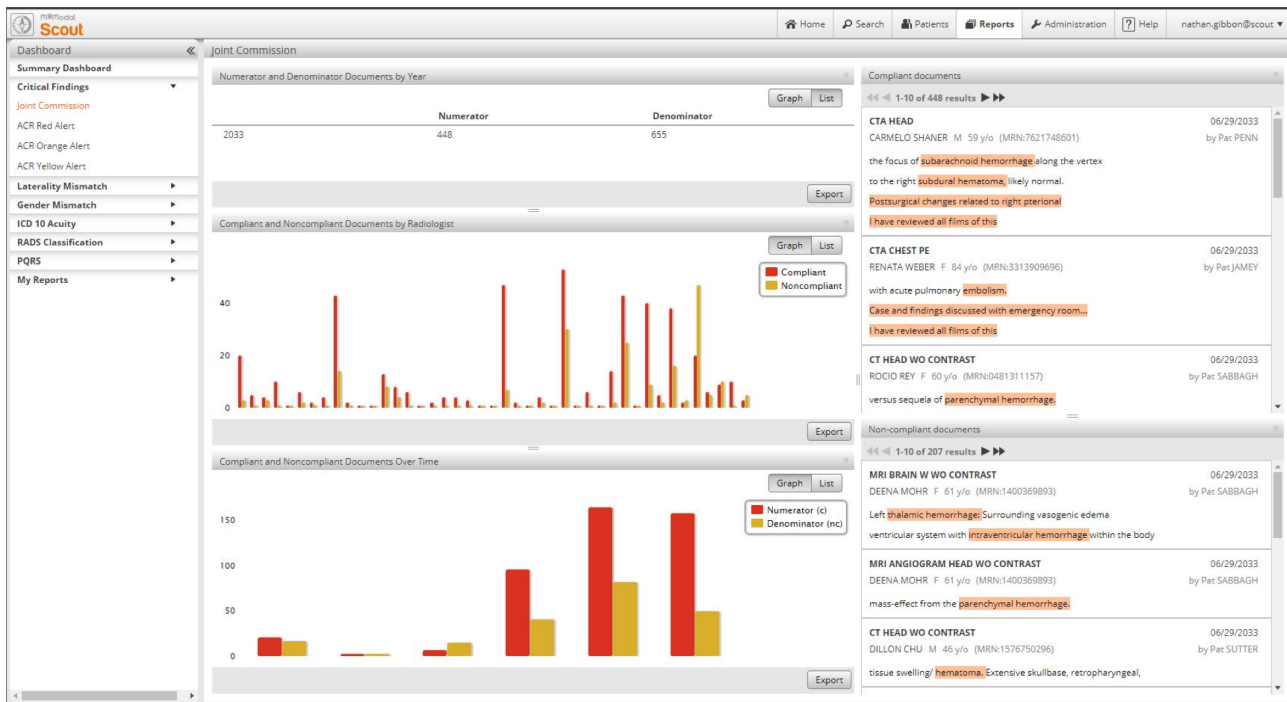 m*modal
Scout
Home
Search
Patients
Reports
Administration
? Help
nathan.gibbon@scout ▼
Dashboard
Summary Dashboard
Critical Findings
Joint Commission
ACR Red Alert
ACR Orange Alert
ACR Yellow Alert
Laterality Mismatch
Gender Mismatch
ICD 10 Acuity
RADS Classification
PQRS
My Reports
Joint Commission
Numerator and Denominator Documents by Year
Graph List
Numerator Denominator
2033 448 655
Export
Compliant and Noncompliant Documents by Radiologist
Graph List
Compliant
Noncompliant
40
20
0
Export
Compliant and Noncompliant Documents Over Time
Graph List
Numerator (c)
Denominator (nc)
150
100
50
0
Export
Compliant documents
1-10 of 448 results
CTA HEAD 06/29/2033
CARMELO SHANER M 59 y/o (MRN:7621748601) by Pat PENN
the focus of subarachnoid hemorrhage along the vertex
to the right subdural hematoma, likely normal.
Postsurgical changes related to right pterional
I have reviewed all films of this
CTA CHEST PE 06/29/2033
RENATA WEBER F 84 y/o (MRN:3313909696) by Pat JAMEY
with acute pulmonary embolism.
Case and findings discussed with emergency room...
I have reviewed all films of this
CT HEAD WO CONTRAST 06/29/2033
ROCIO REY F 60 y/o (MRN:0481311157) by Pat SABBAGH
versus sequela of parenchymal hemorrhage.
Non-compliant documents
1-10 of 207 results
MRI BRAIN W WO CONTRAST 06/29/2033
DEENA MOHR F 61 y/o (MRN:1400369893) by Pat SABBAGH
Left thalamic hemorrhage: Surrounding vasogenic edema
ventricular system with intraventricular hemorrhage within the body
MRI ANGIOGRAM HEAD WO CONTRAST 06/29/2033
DEENA MOHR F 61 y/o (MRN:1400369893) by Pat SABBAGH
mass-effect from the parenchymal hemorrhage.
CT HEAD WO CONTRAST 06/29/2033
DILLON CHU M 46 y/o (MRN:1576750296) by Pat SUTTER
tissue swelling/ hematoma. Extensive skullbase, retropharyngeal,